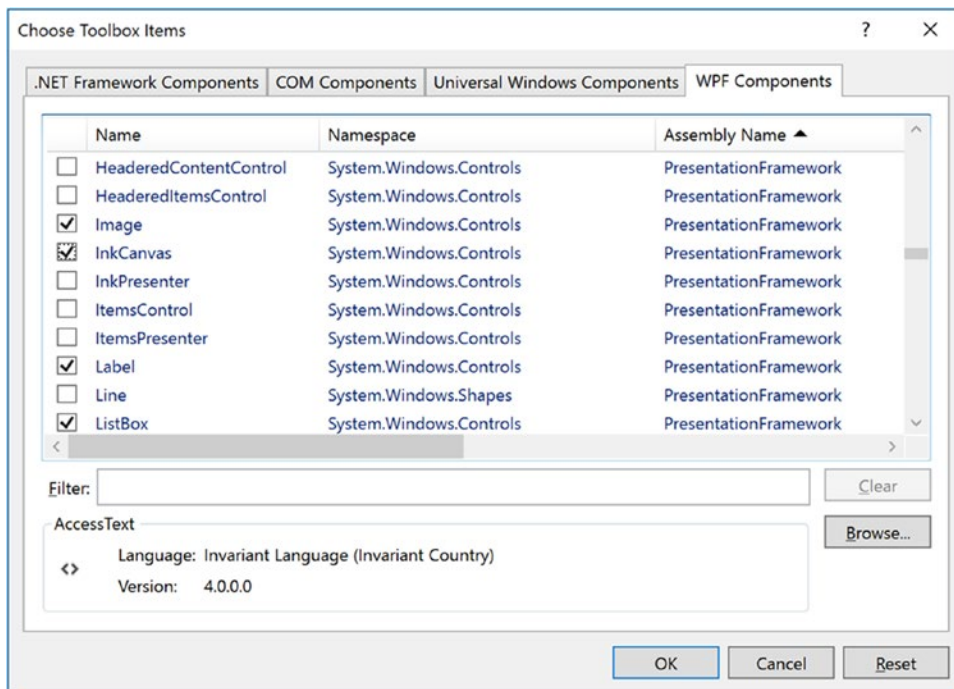 Choose Toolbox Items ?
.NET Framework Components COM Components Universal Windows Components WPF Components
Name Namespace Assembly Name
HeaderedContentControl System.Windows.Controls PresentationFramework
HeaderedItemsControl System.Windows.Controls PresentationFramework
Image System.Windows.Controls PresentationFramework
InkCanvas System.Windows.Controls PresentationFramework
InkPresenter System.Windows.Controls PresentationFramework
ItemsControl System.Windows.Controls PresentationFramework
ItemsPresenter System.Windows.Controls PresentationFramework
Label System.Windows.Controls PresentationFramework
Line System.Windows.Shapes PresentationFramework
ListBox System.Windows.Controls PresentationFramework
Filter: Clear
AccessText Browse...
Language: Invariant Language (Invariant Country)
Version: 4.0.0.0
OK Cancel Reset